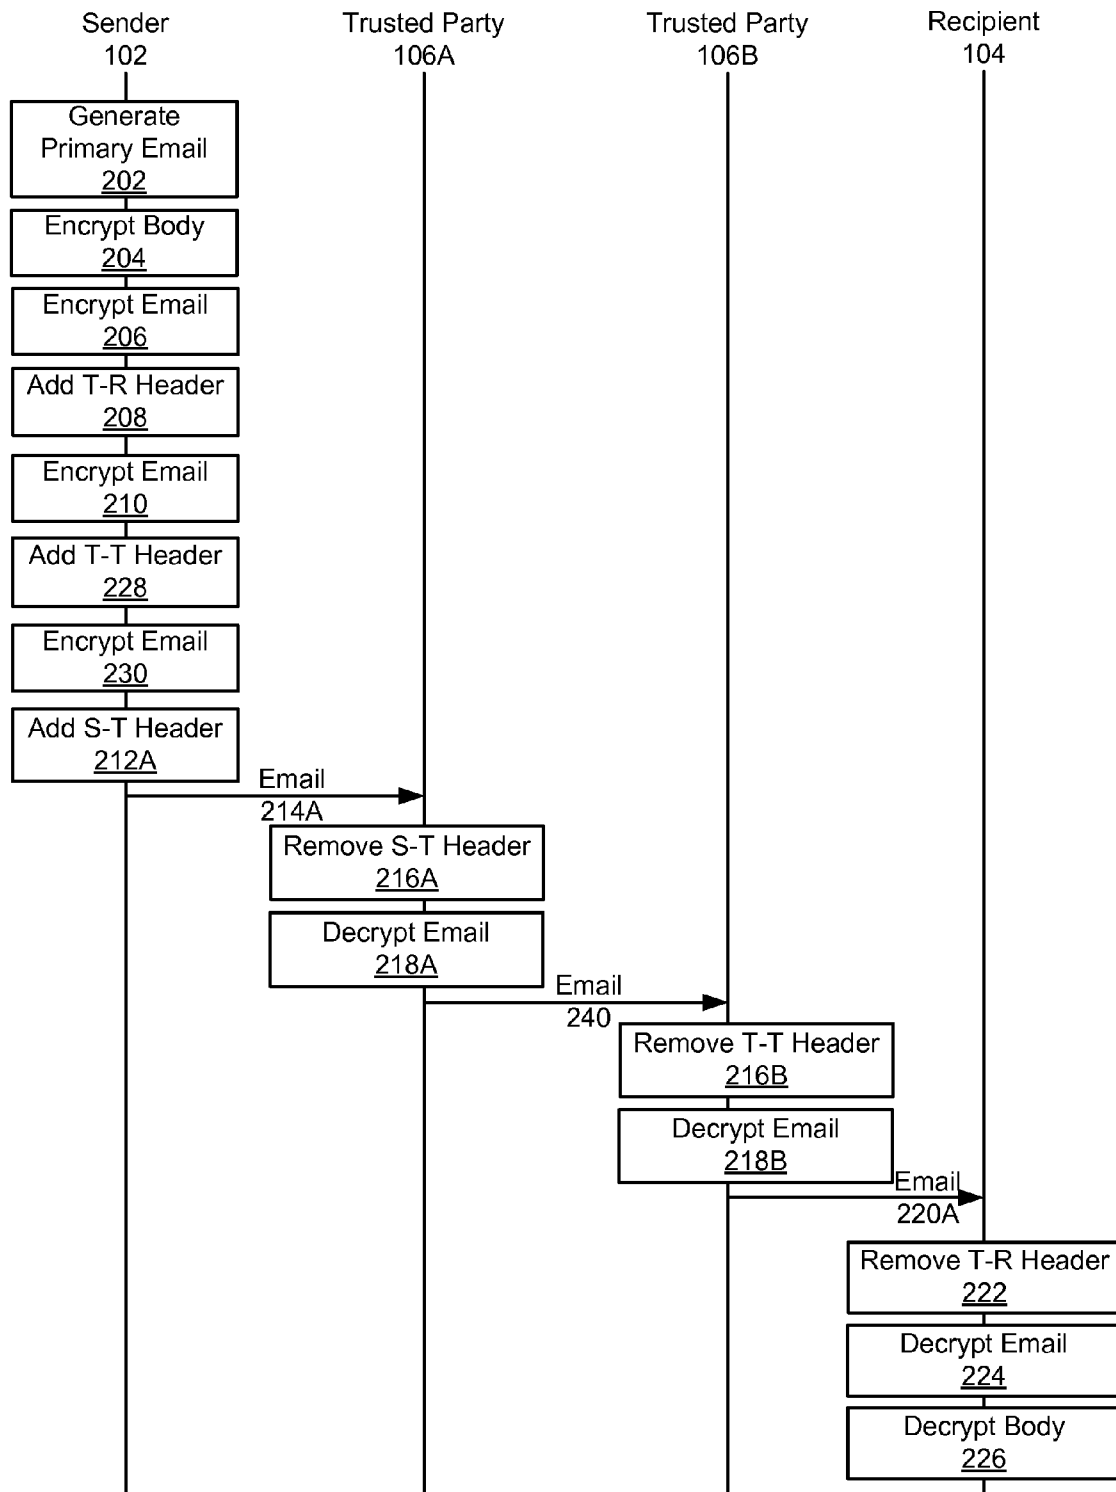 Sender
102
Trusted Party
106A
Trusted Party
106B
Recipient
104
Generate
Primary Email
202
Encrypt Body
204
Encrypt Email
206
Add T-R Header
208
Encrypt Email
210
Add T-T Header
228
Encrypt Email
230
Add S-T Header
212A
Email
214A
Remove S-T Header
216A
Decrypt Email
218A
Email
240
Remove T-T Header
216B
Decrypt Email
218B
Email
220A
Remove T-R Header
222
Decrypt Email
224
Decrypt Body
226